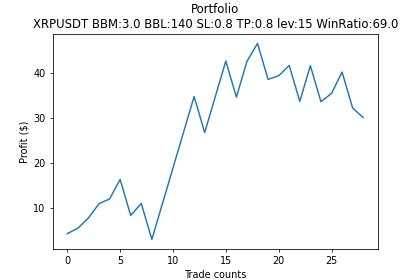 Portfolio
XRPUSDT BBM:3.0 BBL:140 SL:0.8 TP:0.8 lev:15 WinRatio:69.0
Profit ($)
40
30
20
10
0 5 10 15 20 25
Trade counts